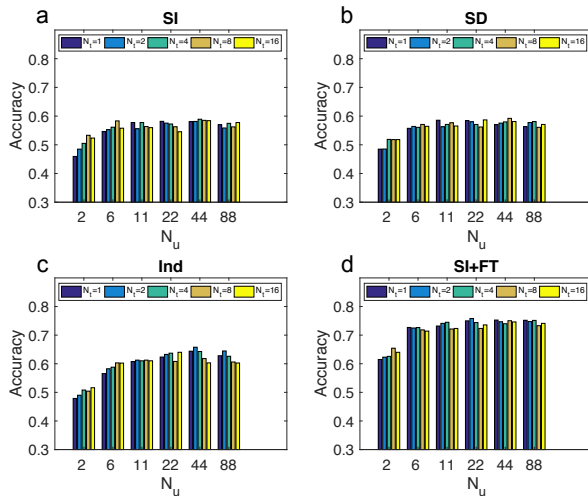 a
SI
N_t=1 N_t=2 N_t=4 N_t=8 N_t=16
0.8
0.7
0.6
0.5
0.4
0.3
Accuracy
2 6 11 22 44 88
N_u
b
SD
N_t=1 N_t=2 N_t=4 N_t=8 N_t=16
0.8
0.7
0.6
0.5
0.4
0.3
Accuracy
2 6 11 22 44 88
N_u
c
Ind
N_t=1 N_t=2 N_t=4 N_t=8 N_t=16
0.8
0.7
0.6
0.5
0.4
0.3
Accuracy
2 6 11 22 44 88
N_u
d
SI+FT
N_t=1 N_t=2 N_t=4 N_t=8 N_t=16
0.8
0.7
0.6
0.5
0.4
0.3
Accuracy
2 6 11 22 44 88
N_u